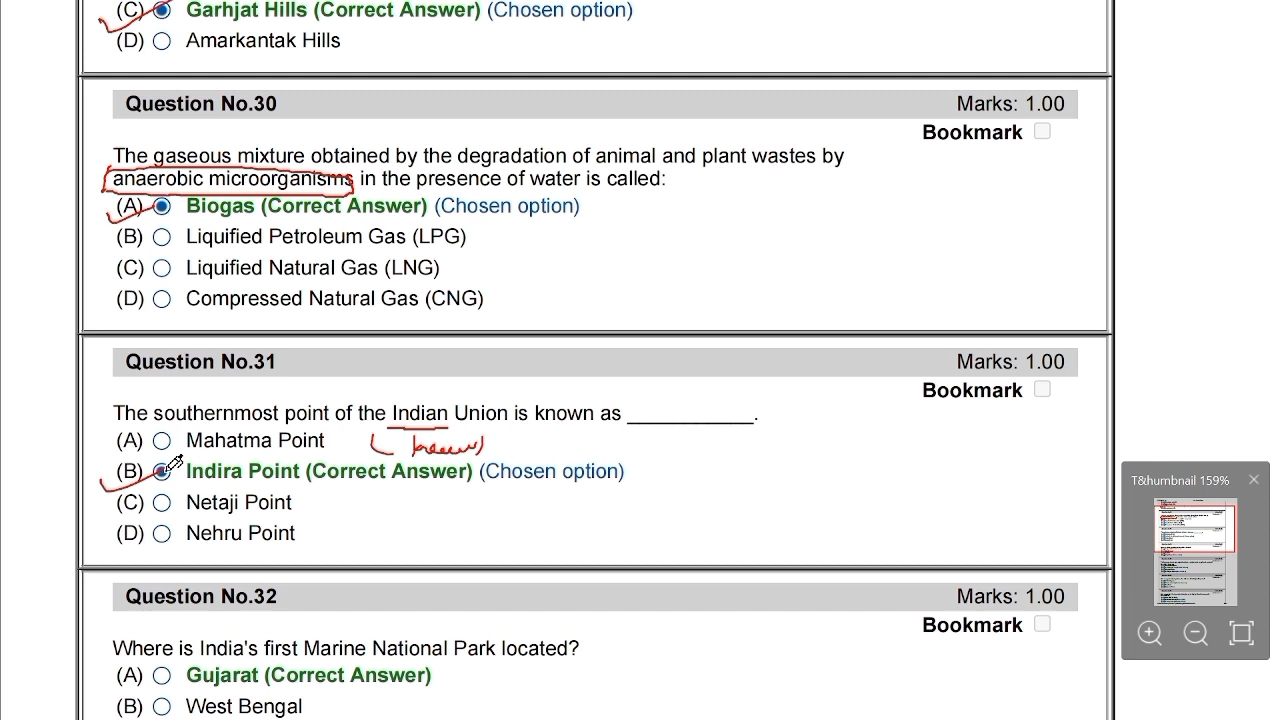 (C) Garhjat Hills (Correct Answer) (Chosen option)
(D) Amarkantak Hills
Question No.30 Marks: 1.00
Bookmark
The gaseous mixture obtained by the degradation of animal and plant wastes by
anaerobic microorganisms in the presence of water is called:
(A) Biogas (Correct Answer) (Chosen option)
(B) Liquified Petroleum Gas (LPG)
(C) Liquified Natural Gas (LNG)
(D) Compressed Natural Gas (CNG)
Question No.31 Marks: 1.00
Bookmark
The southernmost point of the Indian Union is known as ___________.
(A) Mahatma Point
(B) Indira Point (Correct Answer) (Chosen option)
(C) Netaji Point
(D) Nehru Point
T&humbnail 159%
Question No.32 Marks: 1.00
Bookmark
Where is India's first Marine National Park located?
(A) Gujarat (Correct Answer)
(B) West Bengal